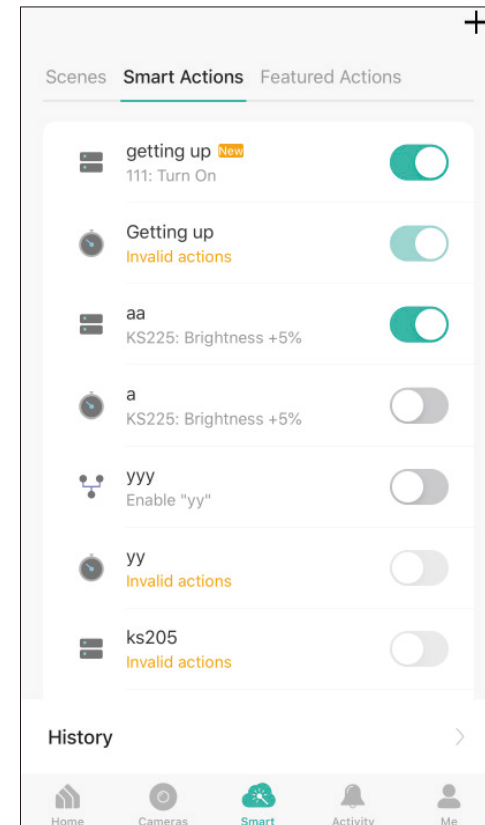 Scenes Smart Actions Featured Actions
getting up New
111: Turn On
Getting up
Invalid actions
aa
KS225: Brightness +5%
a
KS225: Brightness +5%
yyy
Enable "yy"
yy
Invalid actions
ks205
Invalid actions
History
Home Cameras Smart Activity Me